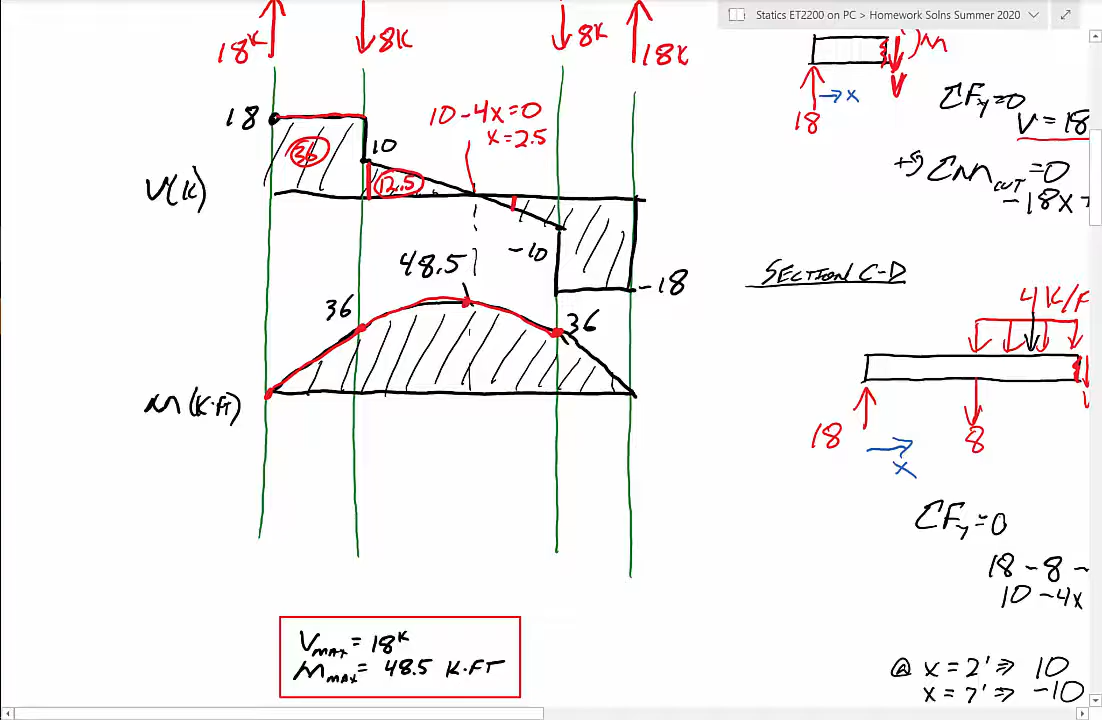 Statics ET2200 on PC > Homework Solns Summer 2020
18K
8K
8K
18K
18
10
36
12.5
10-4x=0
x=2.5
V(K)
-10
-18
48.5
36
36
M(K·FT)
Vmax = 18K
Mmax = 48.5 K·FT
M
→ x
18
ΣFy=0
V = 18
+↺ ΣMcut = 0
-18x +
SECTION C-D
4 K/F
18
8
x
ΣFy=0
18 - 8 -
10 - 4x
@ x = 2' ⇒ 10
x = 7' ⇒ -10